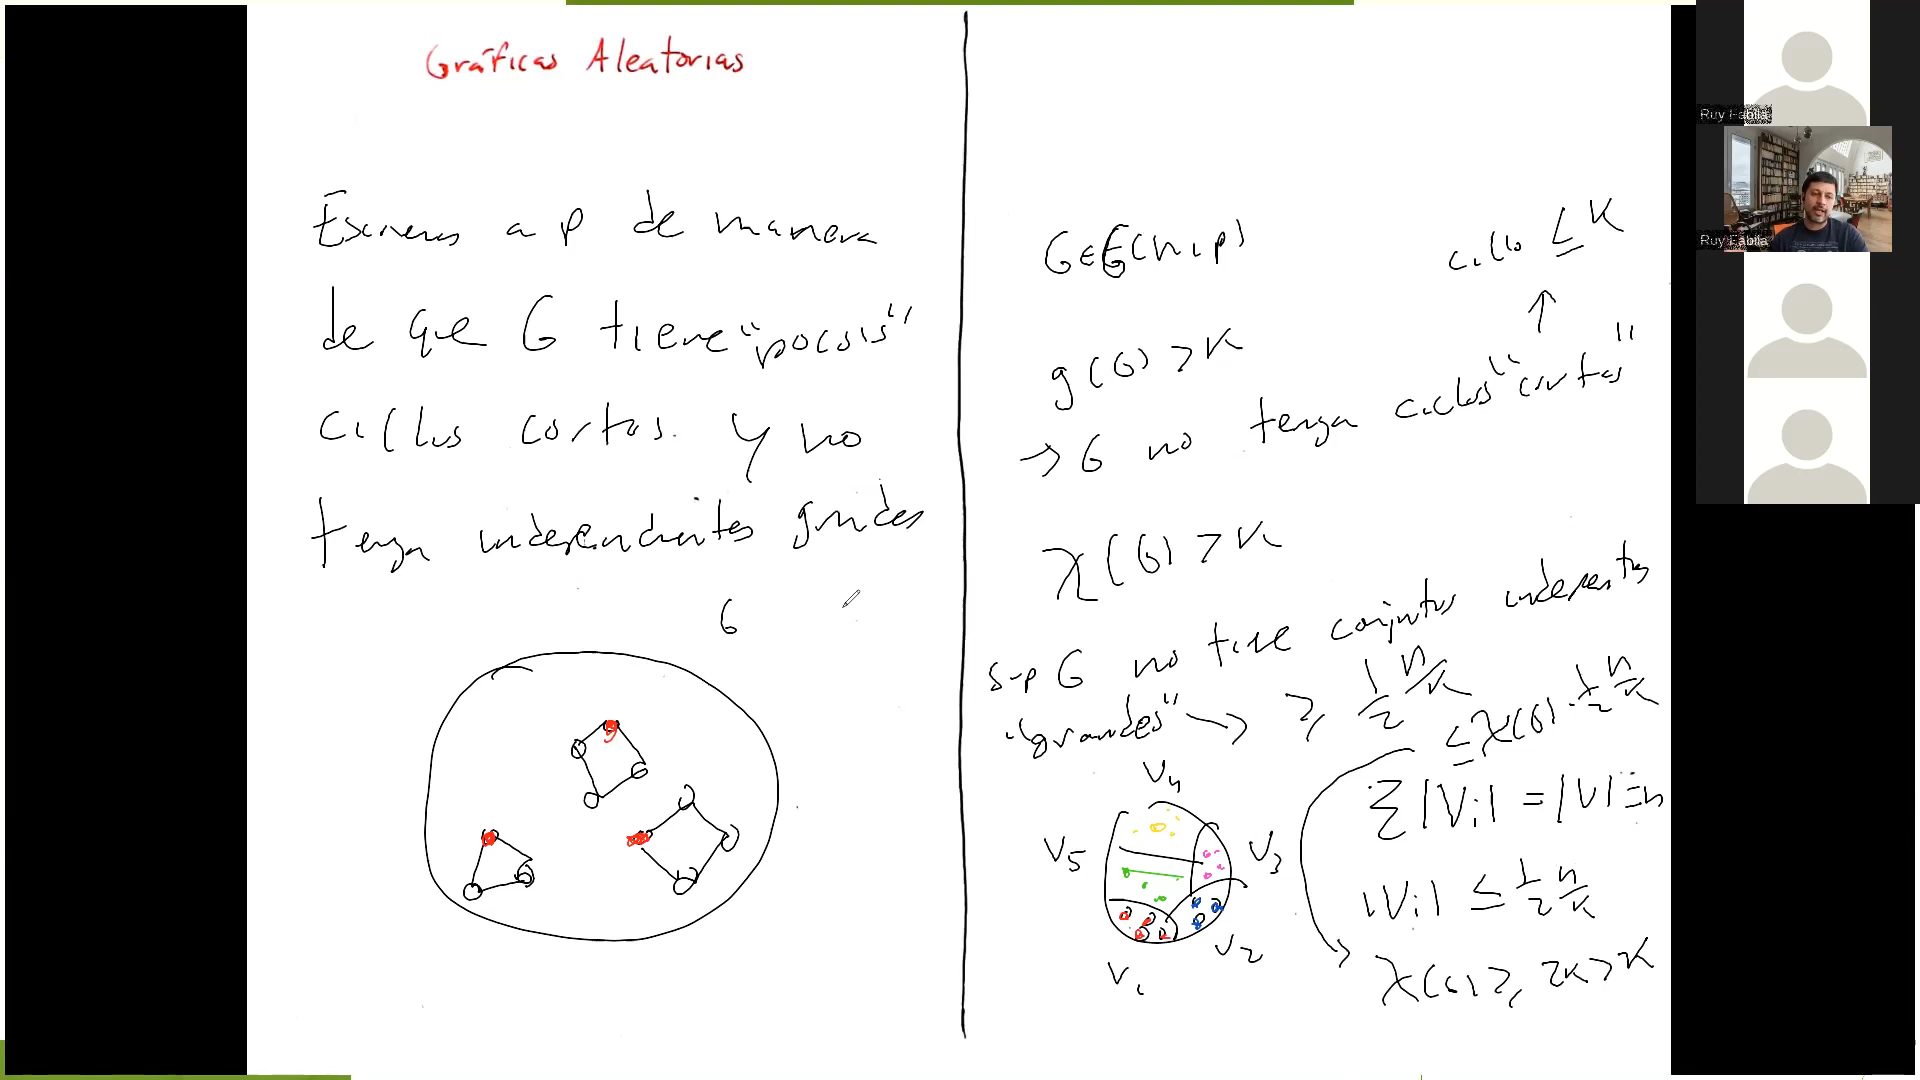 Gráficas Aleatorias
a p de manera
de que G tiene "pocos"
ciclos cortos. y no
tenga independientes grandes
G
G ∈ G(n,p)
ciclo ≤ K
↑
g(G) > K
→ G no tenga ciclos "cortos"
χ(G) > K
Sup G no tiene conjuntos
"grandes" → ≥ 1/2 n/K
≤ χ(G) · 1/2 n/K
Σ |Vi| = |V| = n
|Vi| ≤ 1/2 n/K
χ(G) ≥ 2K > K
V4
V5
V3
V2
V1
Ruy Fabila
Ruy Fabila